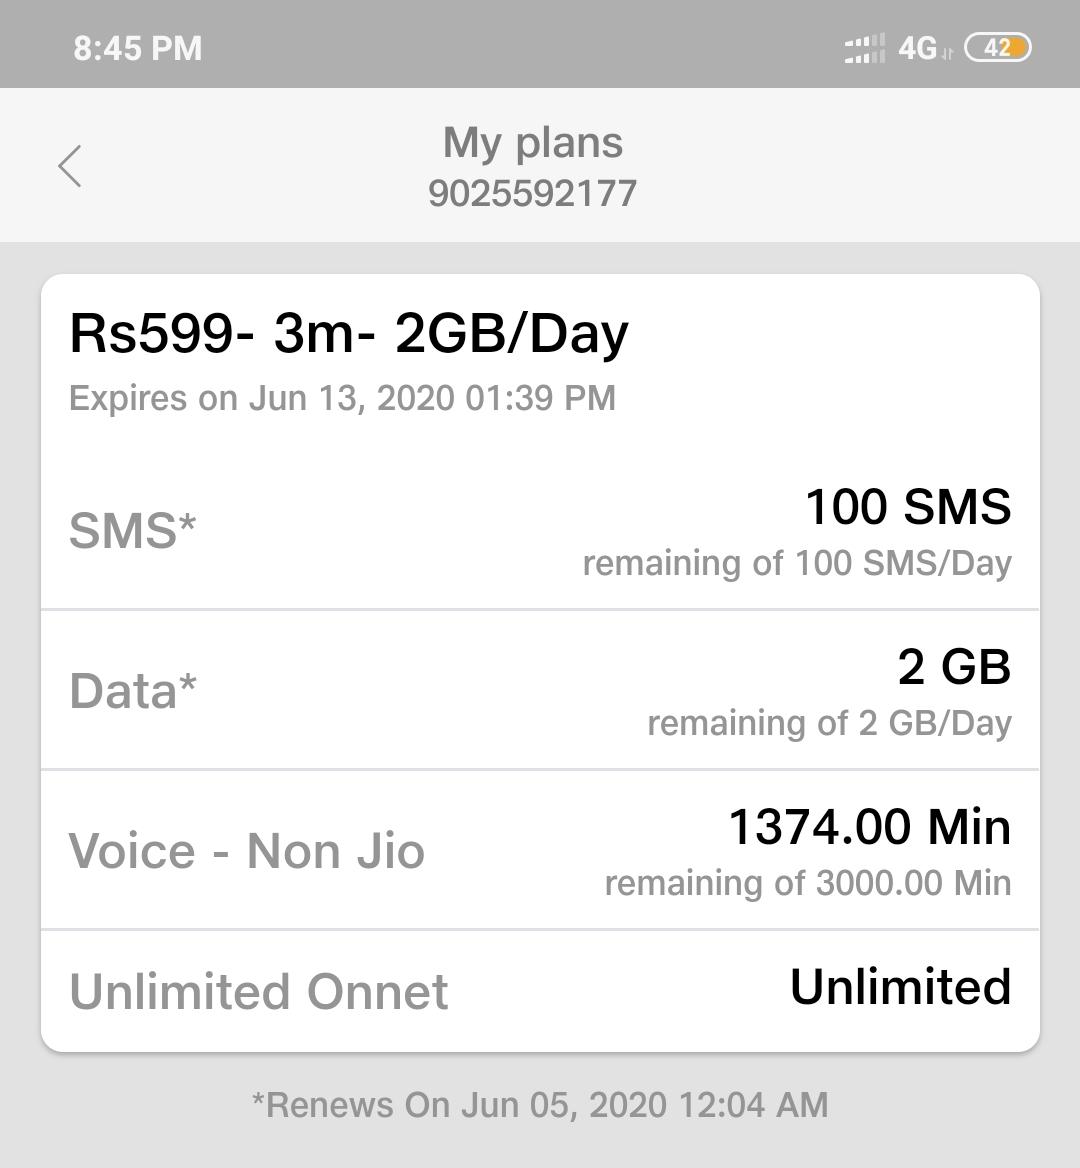 8:45 PM
4G
42
My plans
9025592177
Rs599- 3m- 2GB/Day
Expires on Jun 13, 2020 01:39 PM
SMS*
100 SMS
remaining of 100 SMS/Day
Data*
2 GB
remaining of 2 GB/Day
Voice - Non Jio
1374.00 Min
remaining of 3000.00 Min
Unlimited Onnet
Unlimited
*Renews On Jun 05, 2020 12:04 AM